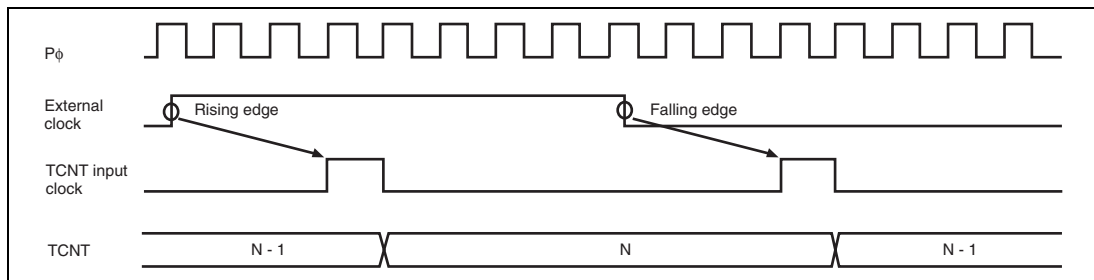 Pφ
External
clock
Rising edge
Falling edge
TCNT input
clock
TCNT
N - 1
N
N - 1